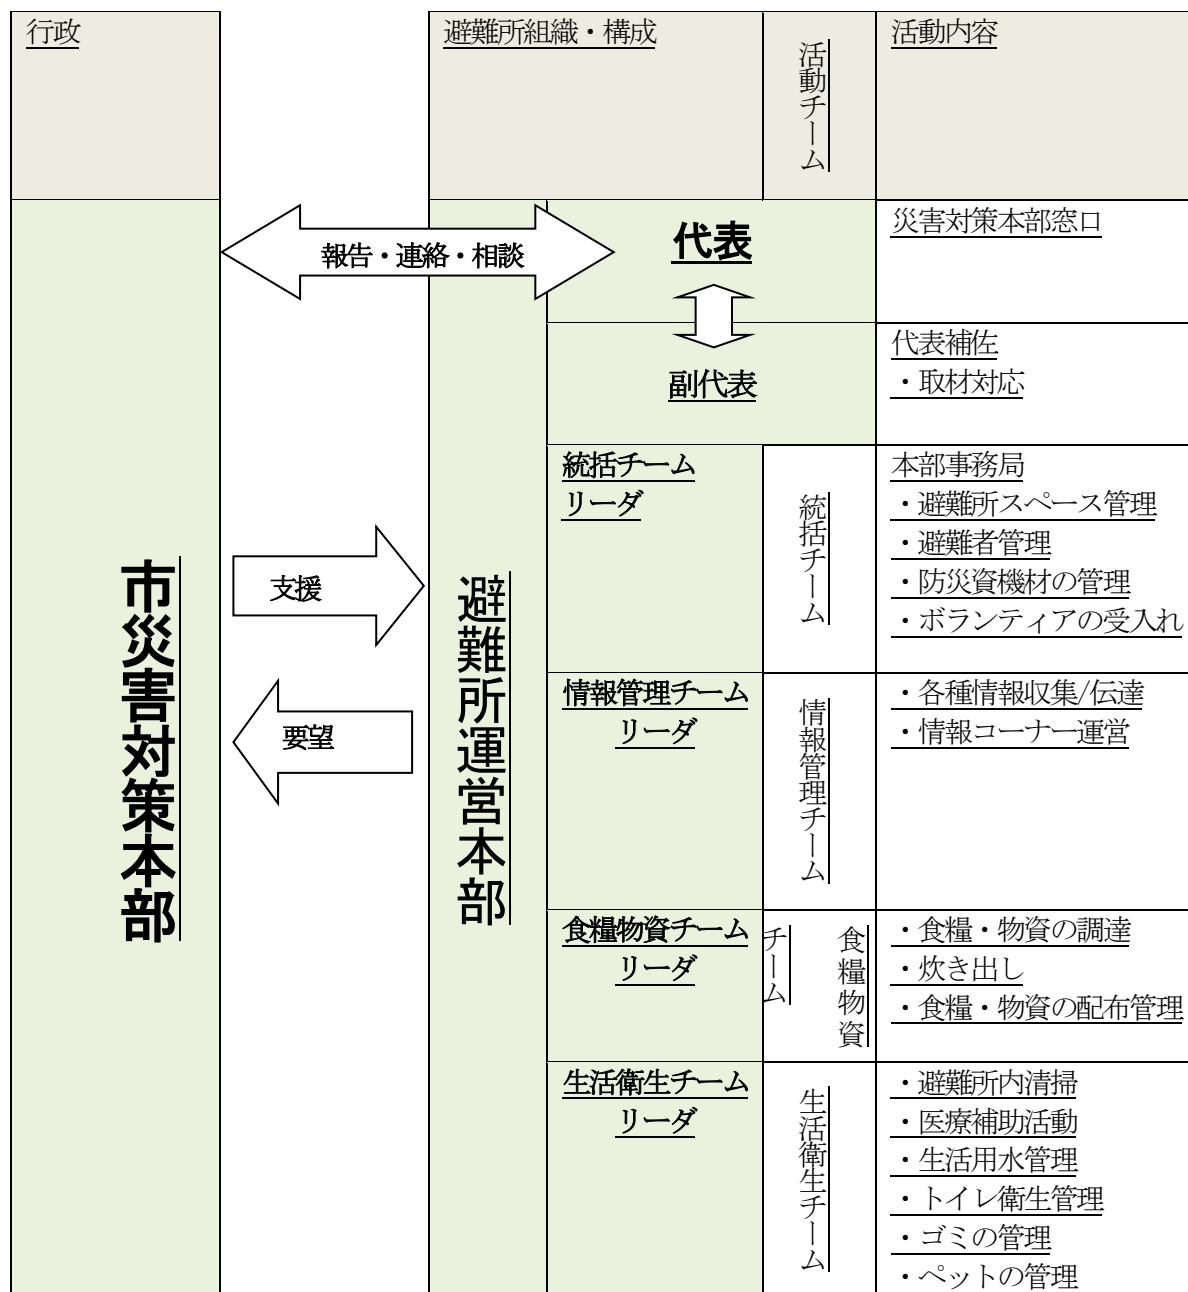 行政
避難所組織・構成
活動チーム
活動内容
報告・連絡・相談
代表
災害対策本部窓口
副代表
代表補佐
・取材対応
市災害対策本部
支援
要望
避難所運営本部
統括チーム
リーダ
統括チーム
本部事務局
・避難所スペース管理
・避難者管理
・防災資機材の管理
・ボランティアの受入れ
情報管理チーム
リーダ
情報管理チーム
・各種情報収集/伝達
・情報コーナー運営
食糧物資チーム
リーダ
食糧物資
チーム
・食糧・物資の調達
・炊き出し
・食糧・物資の配布管理
生活衛生チーム
リーダ
生活衛生チーム
・避難所内清掃
・医療補助活動
・生活用水管理
・トイレ衛生管理
・ゴミの管理
・ペットの管理